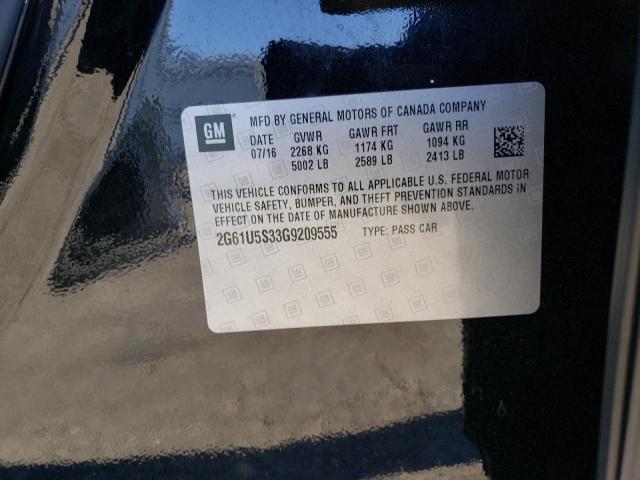 GM
MFD BY GENERAL MOTORS OF CANADA COMPANY
DATE GVWR GAWR FRT GAWR RR
07/16 2268 KG 1174 KG 1094 KG
5002 LB 2589 LB 2413 LB
THIS VEHICLE CONFORMS TO ALL APPLICABLE U.S. FEDERAL MOTOR
VEHICLE SAFETY, BUMPER, AND THEFT PREVENTION STANDARDS IN
EFFECT ON THE DATE OF MANUFACTURE SHOWN ABOVE.
2G61U5S33G9209555 TYPE: PASS CAR